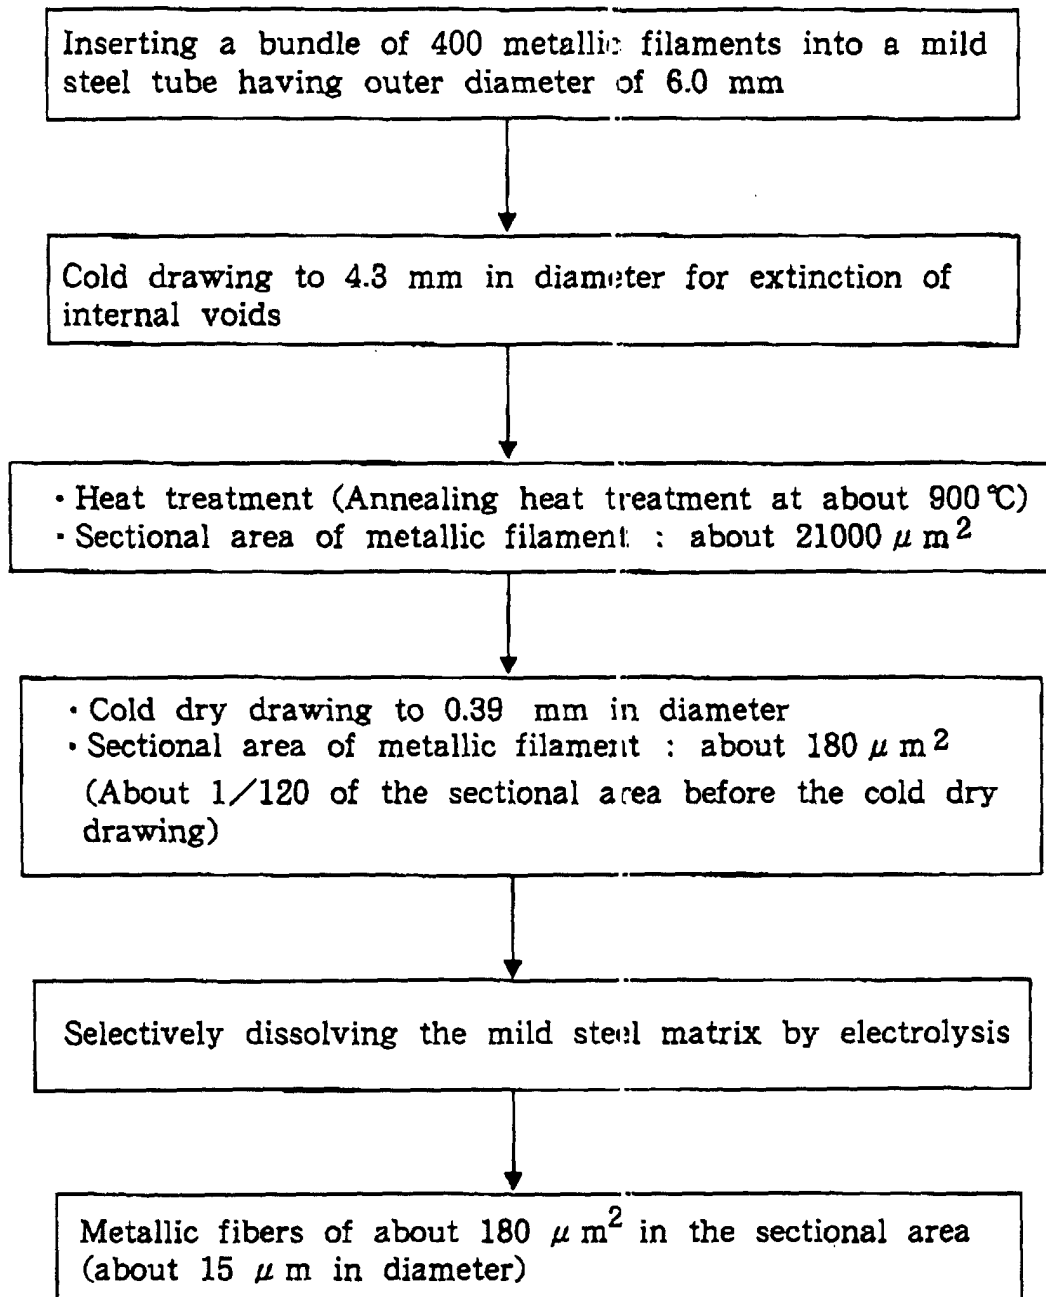 Inserting a bundle of 400 metallic filaments into a mild
steel tube having outer diameter of 6.0 mm
Cold drawing to 4.3 mm in diameter for extinction of
internal voids
・Heat treatment (Annealing heat treatment at about 900℃)
・Sectional area of metallic filament : about 21000 μm²
・Cold dry drawing to 0.39 mm in diameter
・Sectional area of metallic filament : about 180 μm²
(About 1/120 of the sectional area before the cold dry
drawing)
Selectively dissolving the mild steel matrix by electrolysis
Metallic fibers of about 180 μm² in the sectional area
(about 15 μm in diameter)